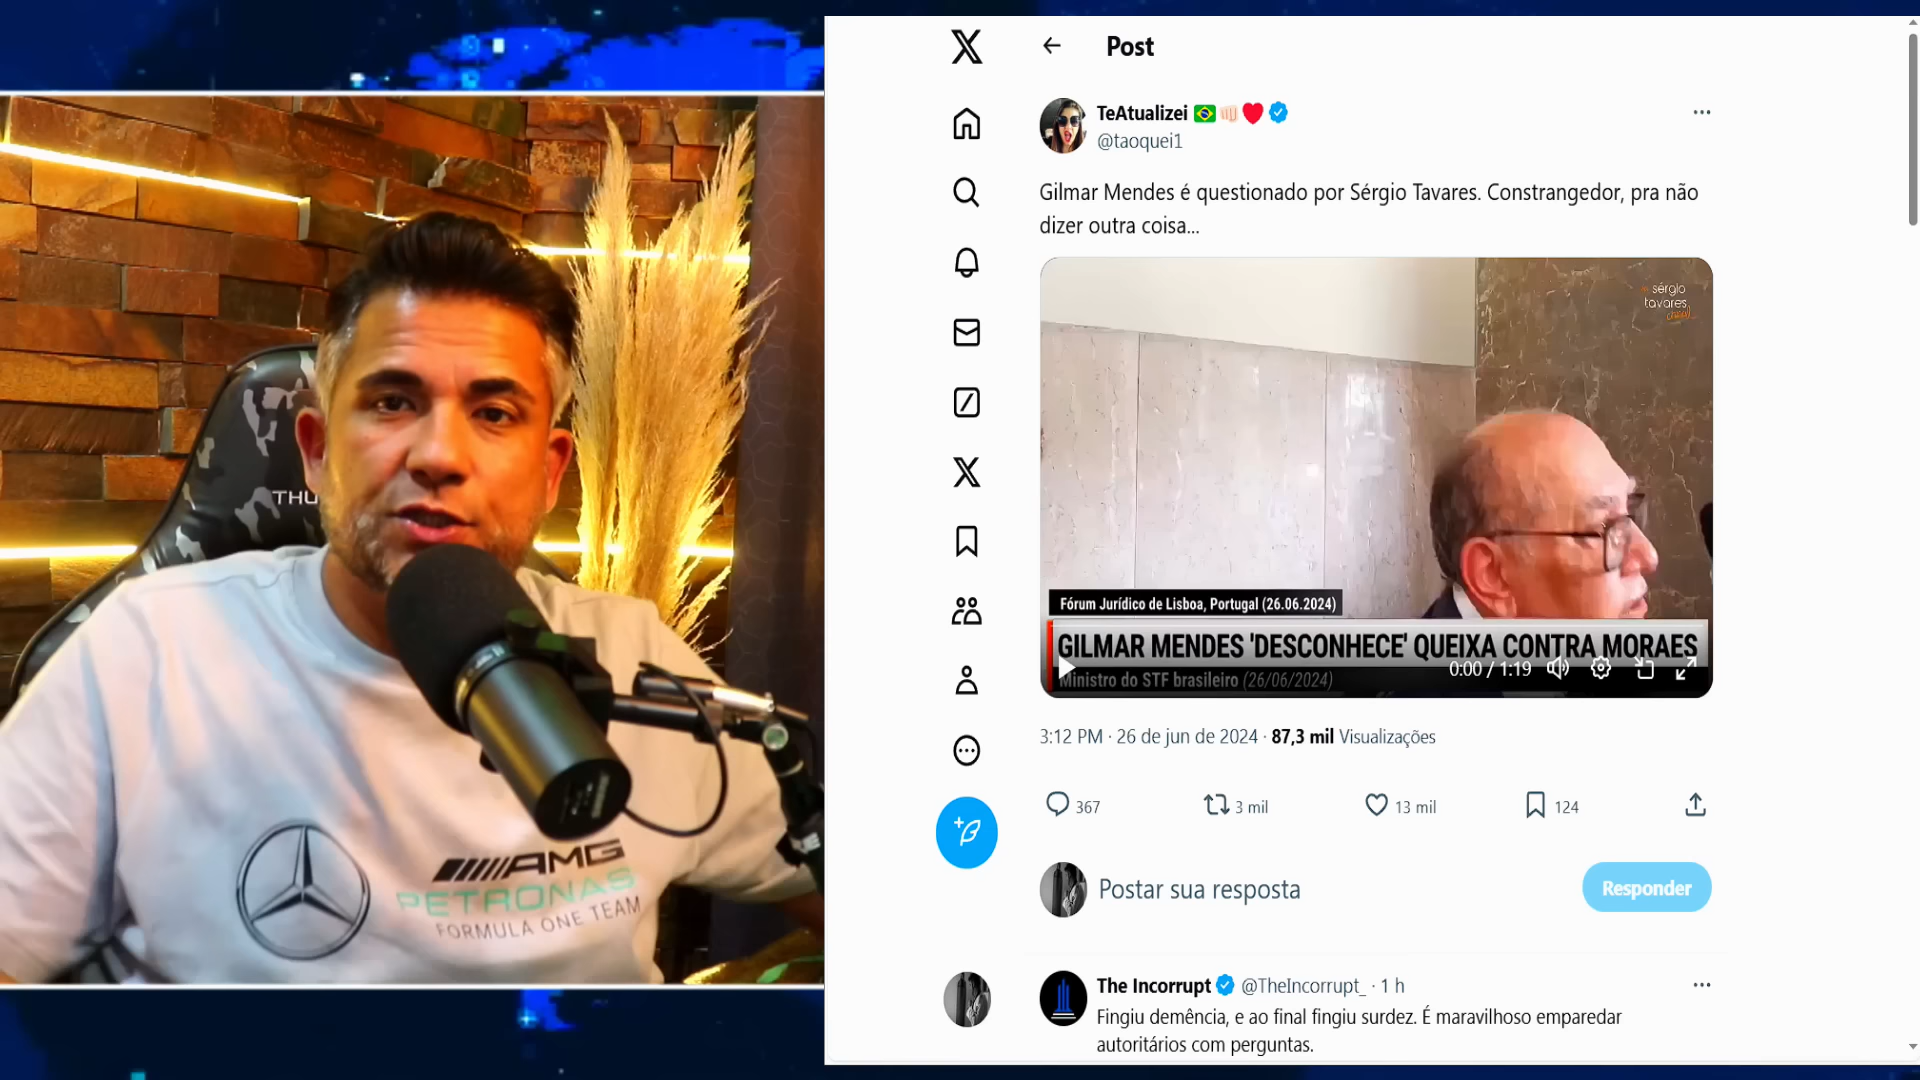 Post
TeAtualizei
@taoquei1
Gilmar Mendes é questionado por Sérgio Tavares. Constrangedor, pra não
dizer outra coisa...
sérgio
tavares
Fórum Jurídico de Lisboa, Portugal (26.06.2024)
GILMAR MENDES 'DESCONHECE' QUEIXA CONTRA MORAES
0:00 / 1:19
Ministro do STF brasileiro (26/06/2024)
3:12 PM · 26 de jun de 2024 · 87,3 mil Visualizações
367
3 mil
13 mil
124
Postar sua resposta
Responder
The Incorrupt @TheIncorrupt_ · 1 h
Fingiu demência, e ao final fingiu surdez. É maravilhoso emparedar
autoritários com perguntas.
THU
AMG
PETRONAS
FORMULA ONE TEAM